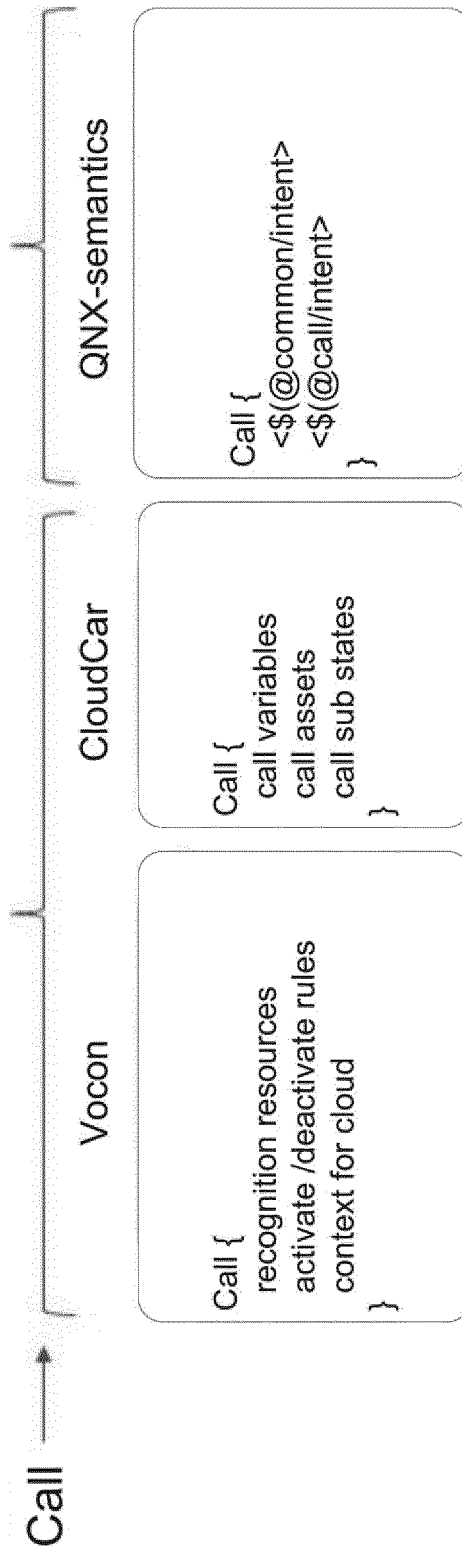 Call
Vocon
Call {
recognition resources
activate /deactivate rules
context for cloud
}
CloudCar
Call {
call variables
call assets
call sub states
}
QNX-semantics
Call {
<$(@common/intent>
<$(@call/intent>
}